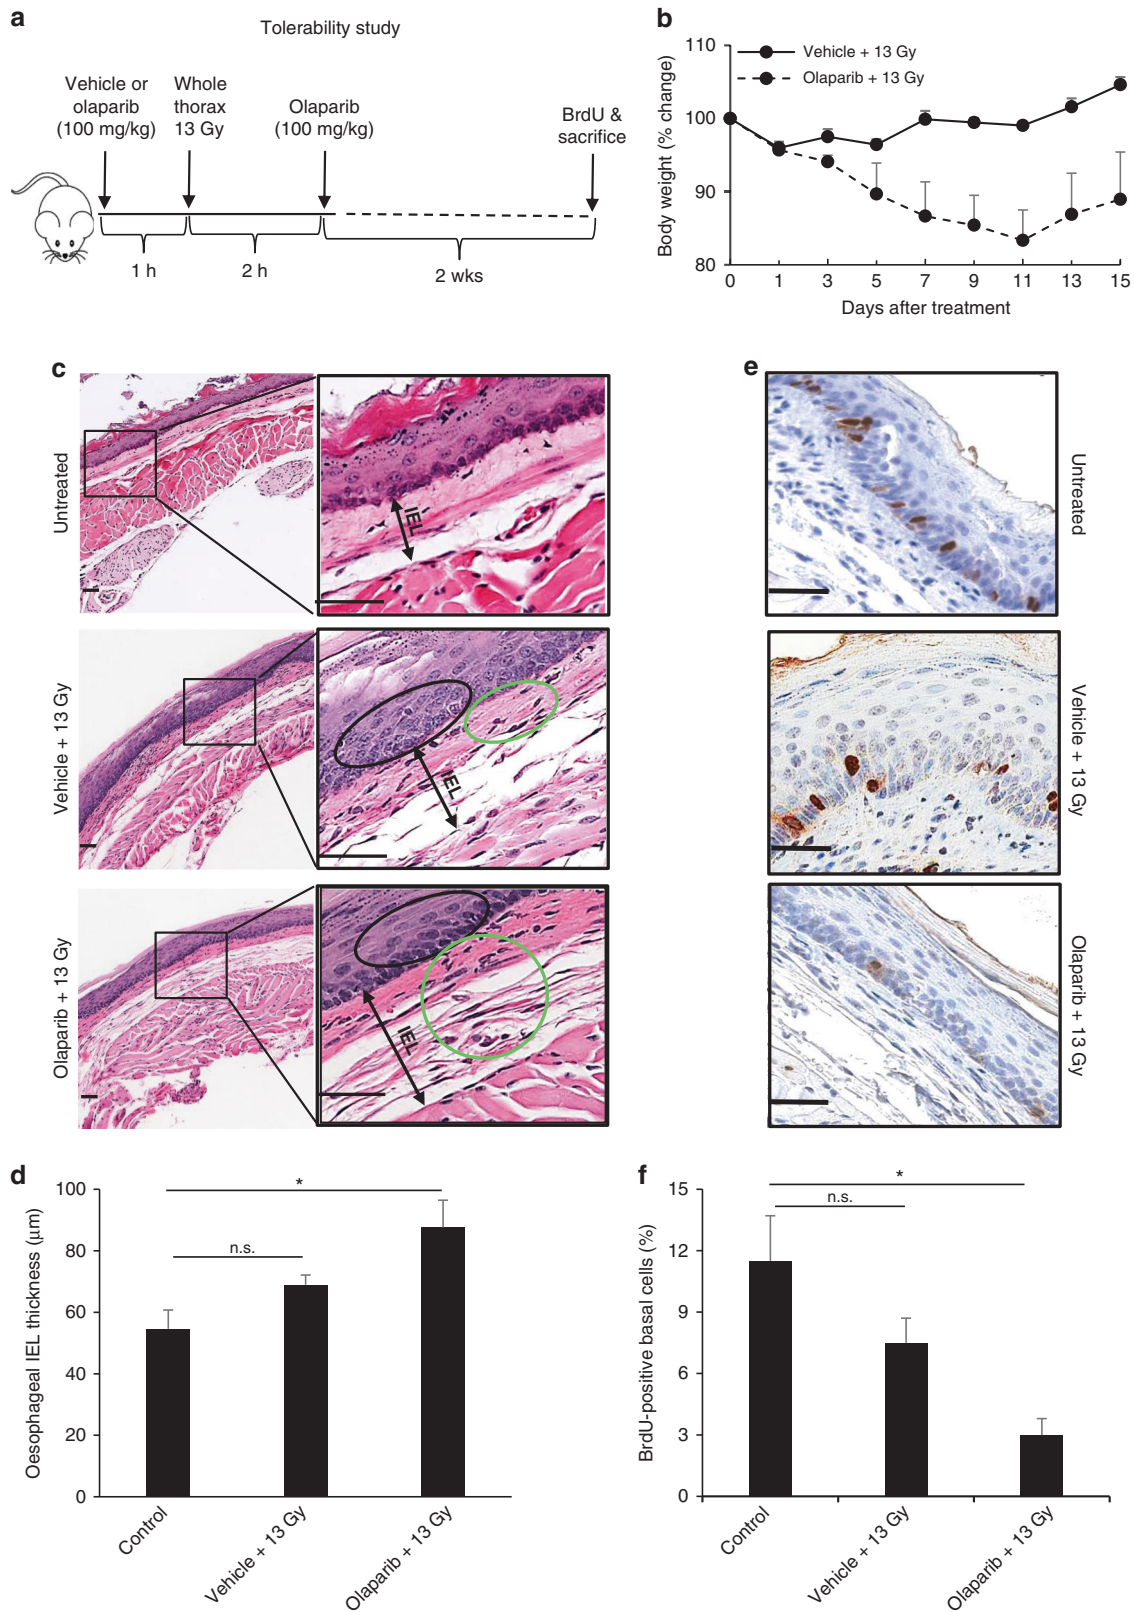 a
Tolerability study
Vehicle or
olaparib
(100 mg/kg)
Whole
thorax
13 Gy
Olaparib
(100 mg/kg)
BrdU &
sacrifice
1 h
2 h
2 wks
b
Vehicle + 13 Gy
Olaparib + 13 Gy
Body weight (% change)
110
100
90
80
0 1 3 5 7 9 11 13 15
Days after treatment
c
Untreated
IEL
Vehicle + 13 Gy
IEL
Olaparib + 13 Gy
IEL
e
Untreated
Vehicle + 13 Gy
Olaparib + 13 Gy
d
Oesophageal IEL thickness (μm)
100
80
60
40
20
0
n.s.
*
Control
Vehicle + 13 Gy
Olaparib + 13 Gy
f
BrdU-positive basal cells (%)
15
12
9
6
3
0
n.s.
*
Control
Vehicle + 13 Gy
Olaparib + 13 Gy